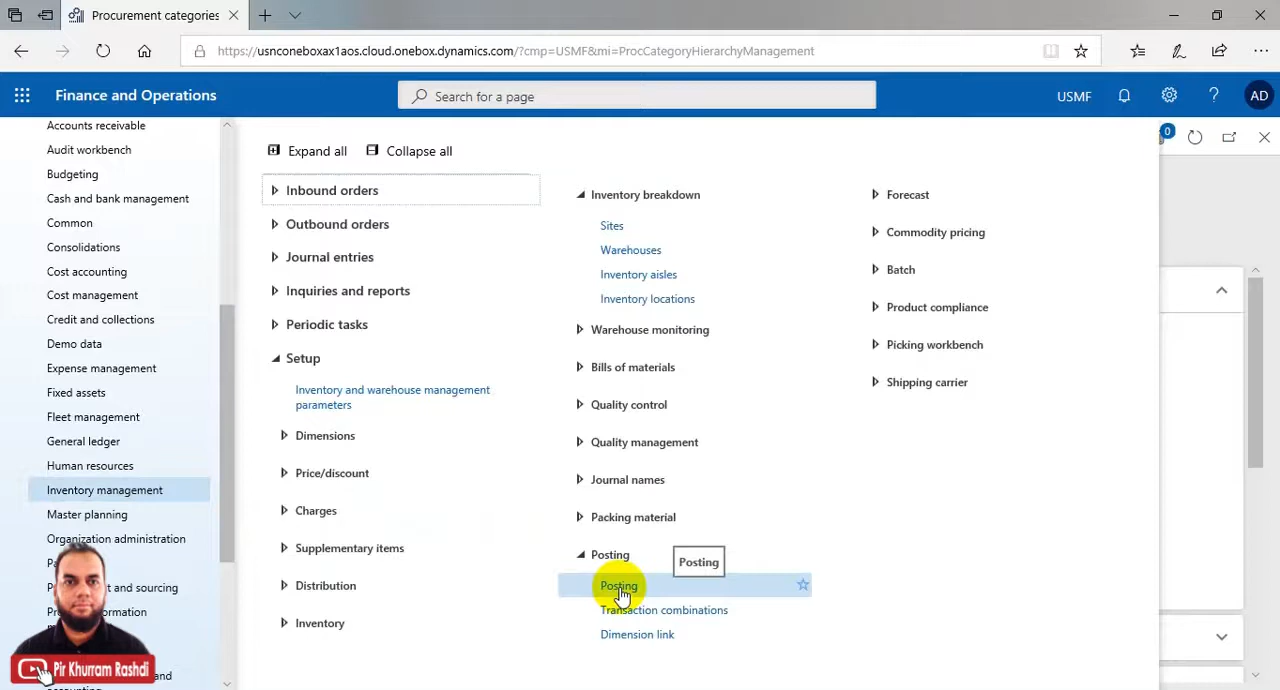 Procurement categories
https://usnconeboxax1aos.cloud.onebox.dynamics.com/?cmp=USMF&mi=ProcCategoryHierarchyManagement
Finance and Operations
Search for a page
USMF
?
AD
0
Accounts receivable
Audit workbench
Budgeting
Cash and bank management
Common
Consolidations
Cost accounting
Cost management
Credit and collections
Demo data
Expense management
Fixed assets
Fleet management
General ledger
Human resources
Inventory management
Master planning
Organization administration
and sourcing
Expand all
Collapse all
Inbound orders
Outbound orders
Journal entries
Inquiries and reports
Periodic tasks
Setup
Inventory and warehouse management
parameters
Dimensions
Price/discount
Charges
Supplementary items
Distribution
Inventory
Inventory breakdown
Sites
Warehouses
Inventory aisles
Inventory locations
Warehouse monitoring
Bills of materials
Quality control
Quality management
Journal names
Packing material
Posting
Posting
Posting
Transaction combinations
Dimension link
Forecast
Commodity pricing
Batch
Product compliance
Picking workbench
Shipping carrier
Pir Khurram Rashdi